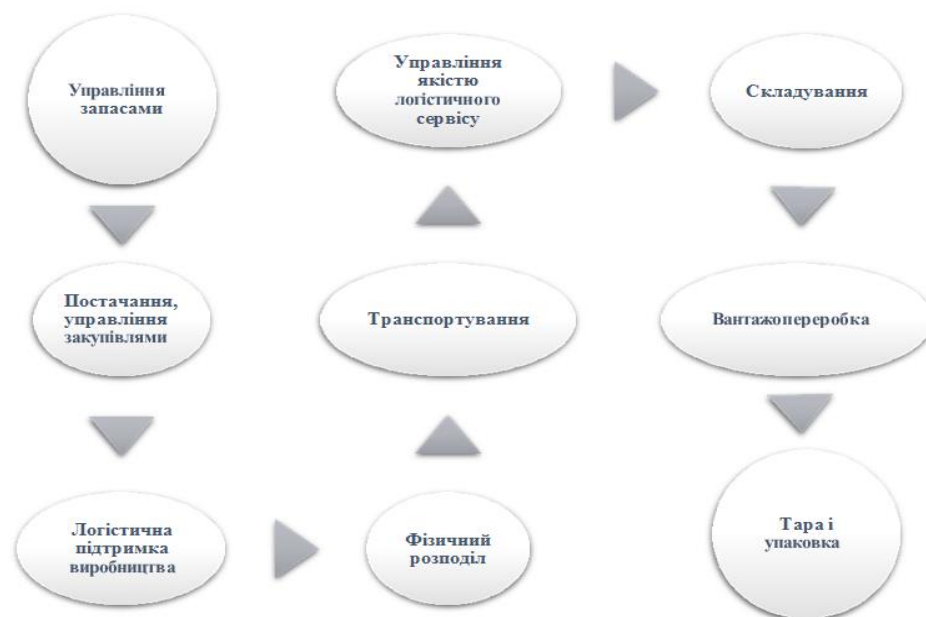 Управління
запасами
Постачання,
управління
закупівлями
Логістична
підтримка
виробництва
Фізичний
розподіл
Транспортування
Управління
якістю
логістичного
сервісу
Складування
Вантажопереробка
Тара і
упаковка